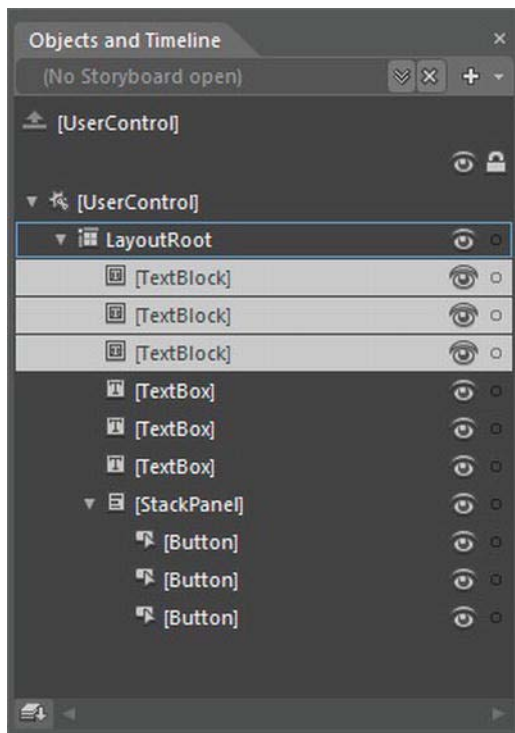 Objects and Timeline
(No Storyboard open)
[UserControl]
[UserControl]
LayoutRoot
[TextBlock]
[TextBlock]
[TextBlock]
[TextBox]
[TextBox]
[TextBox]
[StackPanel]
[Button]
[Button]
[Button]